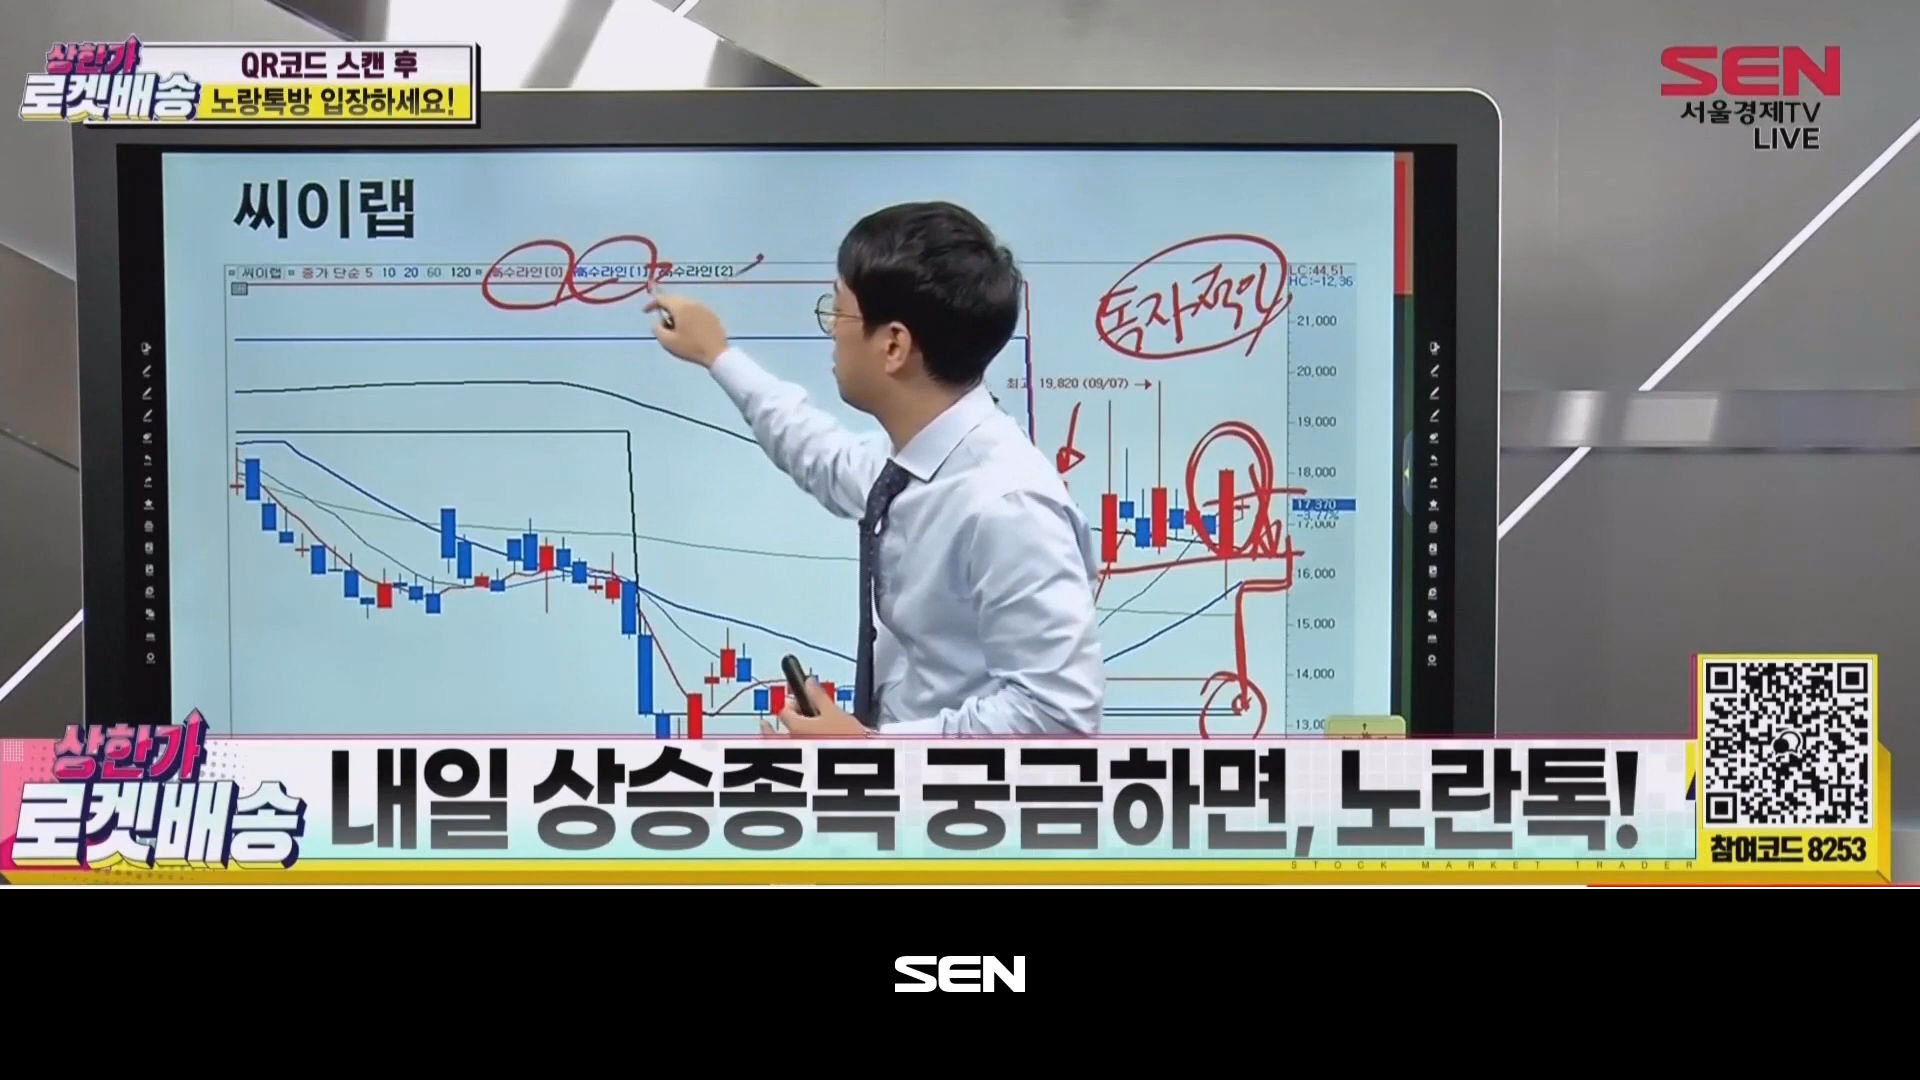 상한가
로켓배송
QR코드 스캔 후
노랑톡방 입장하세요!
SEN
서울경제TV
LIVE
씨이랩
씨이랩 종가 단순 5 10 20 60 120 수라인[0] 수라인[1] 수라인[2]
LC:44.51
HC:-12.36
독자적인
21,000
20,000
최고 19,820 (09/07)
19,000
18,000
17,370
-3.77%
17,000
16,000
15,000
14,000
상한가
로켓배송
내일 상승종목 궁금하면, 노란톡!
참여코드 8253
STOCK MARKET TRADER
SEN